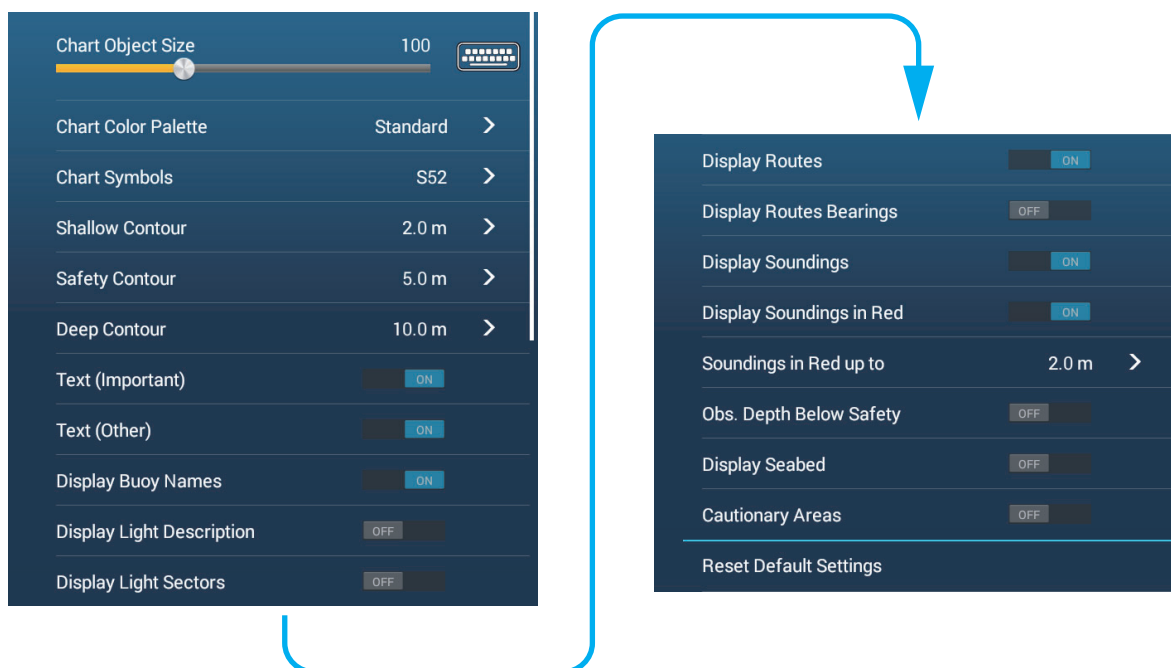 Chart Object Size 100
Chart Color Palette Standard
Chart Symbols S52
Shallow Contour 2.0 m
Safety Contour 5.0 m
Deep Contour 10.0 m
Text (Important) ON
Text (Other) ON
Display Buoy Names ON
Display Light Description OFF
Display Light Sectors OFF
Display Routes ON
Display Routes Bearings OFF
Display Soundings ON
Display Soundings in Red ON
Soundings in Red up to 2.0 m
Obs. Depth Below Safety OFF
Display Seabed OFF
Cautionary Areas OFF
Reset Default Settings